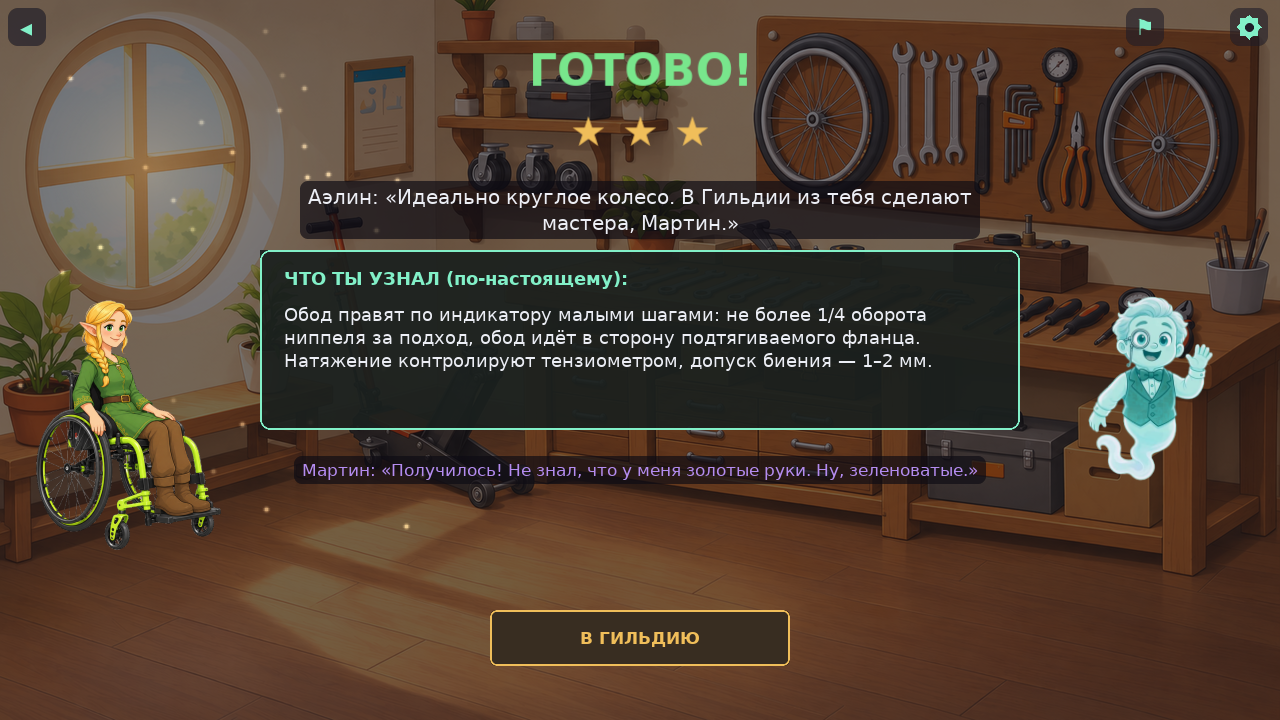 ГОТОВО!
Аэлин: «Идеально круглое колесо. В Гильдии из тебя сделают
мастера, Мартин.»
ЧТО ТЫ УЗНАЛ (по-настоящему):
Обод правят по индикатору малыми шагами: не более 1/4 оборота
ниппеля за подход, обод идёт в сторону подтягиваемого фланца.
Натяжение контролируют тензиометром, допуск биения — 1–2 мм.
Мартин: «Получилось! Не знал, что у меня золотые руки. Ну, зеленоватые.»
В ГИЛЬДИЮ